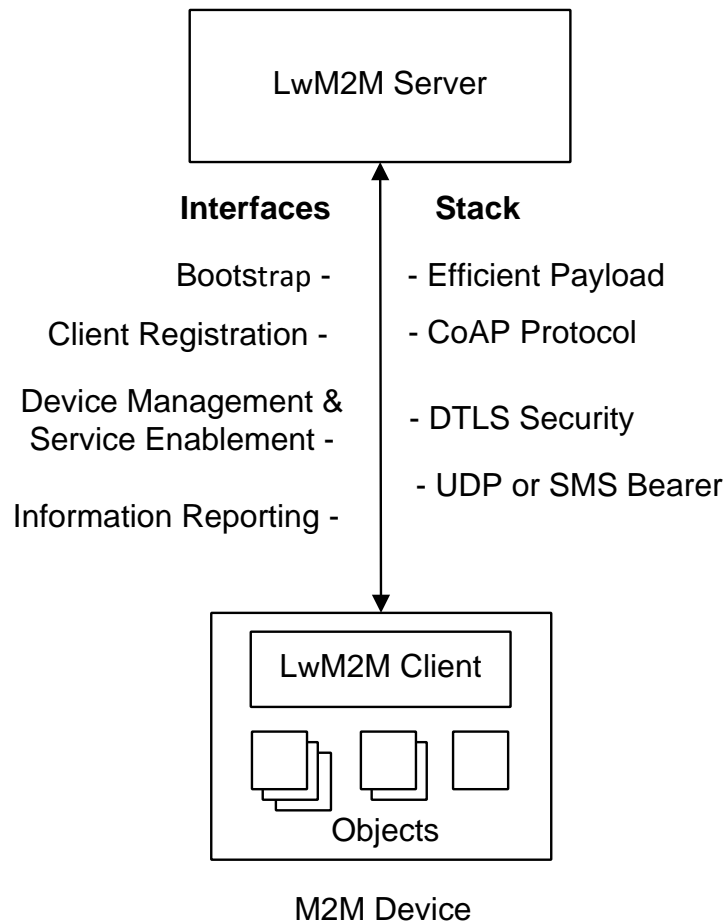 LwM2M Server
Interfaces
Stack
Bootstrap -
- Efficient Payload
Client Registration -
- CoAP Protocol
Device Management &
Service Enablement -
- DTLS Security
- UDP or SMS Bearer
Information Reporting -
LwM2M Client
Objects
M2M Device